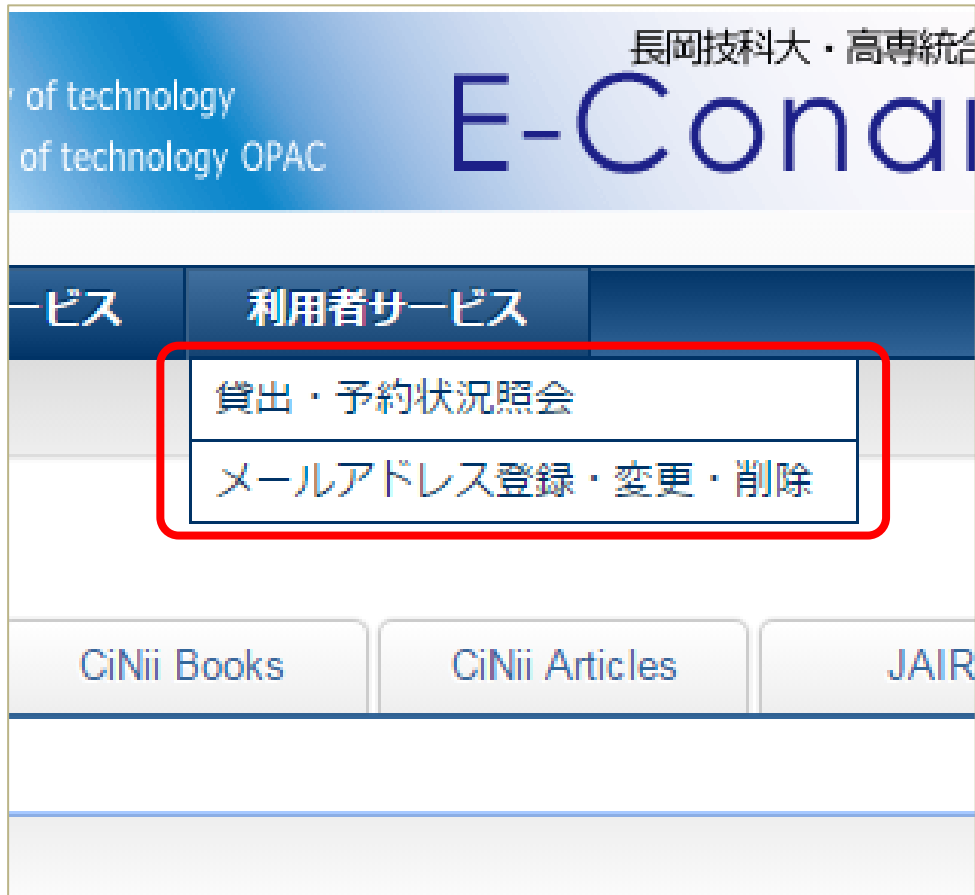 長岡技科大・高専統合
of technology
of technology OPAC
E-Conan
ービス
利用者サービス
貸出・予約状況照会
メールアドレス登録・変更・削除
CiNii Books
CiNii Articles
JAIR